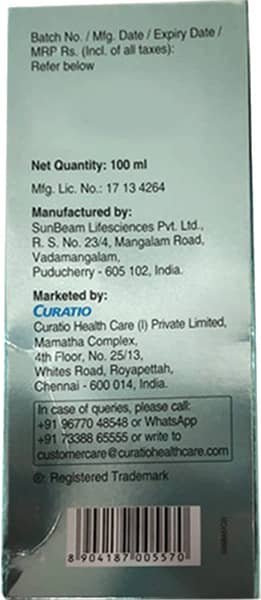 Batch No. / Mfg. Date / Expiry Date /
MRP Rs. (Incl. of all taxes):
Refer below
Net Quantity: 100 ml
Mfg. Lic. No.: 17 13 4264
Manufactured by:
SunBeam Lifesciences Pvt. Ltd.,
R. S. No. 23/4, Mangalam Road,
Vadamangalam,
Puducherry - 605 102, India.
Marketed by:
CURATIO
Curatio Health Care (I) Private Limited,
Mamatha Complex,
4th Floor, No. 25/13,
Whites Road, Royapettah,
Chennai - 600 014, India.
In case of queries, please call:
+91 96770 48548 or WhatsApp
+91 73388 65555 or write to
customercare@curatiohealthcare.com
®: Registered Trademark
8 904187 005570